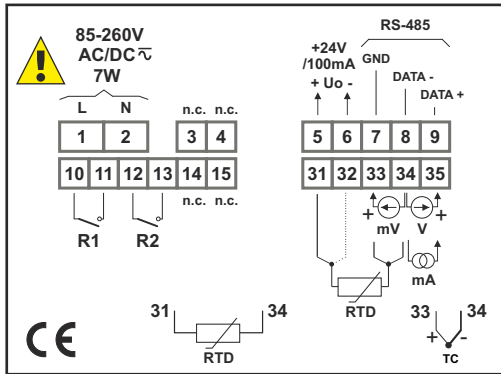 85-260V
AC/DC
7W
L N
n.c. n.c.
1 2 3 4
10 11 12 13 14 15
n.c. n.c.
R1 R2
RS-485
+24V
/100mA
+ Uo -
GND
DATA -
DATA +
5 6 7 8 9
31 32 33 34 35
+ mV V +
mA
RTD
31 34
RTD
33 34
+ -
TC
CE